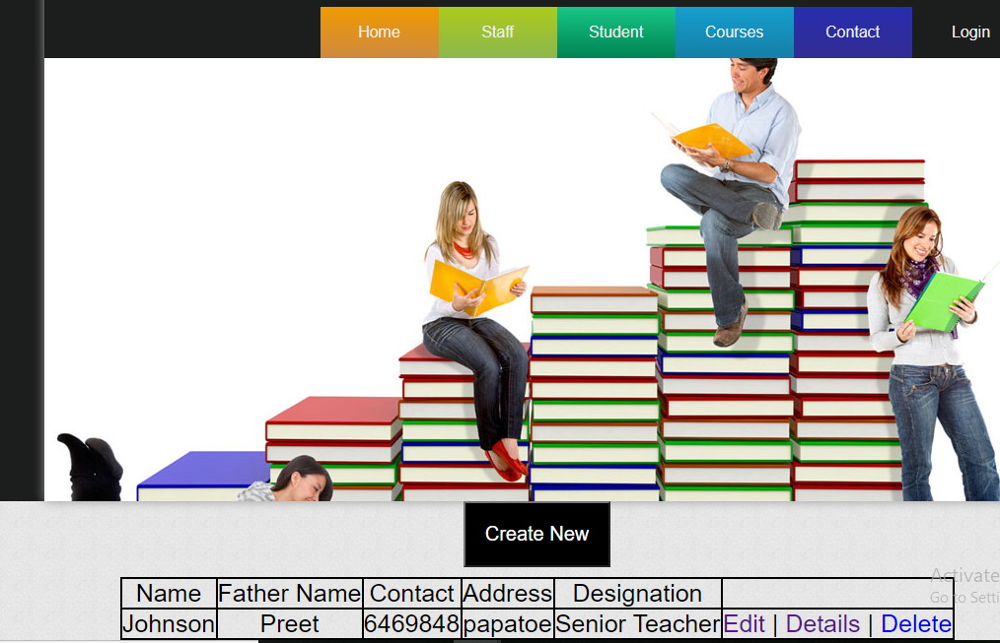 Home Staff Student Courses Contact Login
Create New
Activate
Go to Setti
Name Father Name Contact Address Designation
Johnson Preet 6469848 papatoe Senior Teacher Edit | Details | Delete